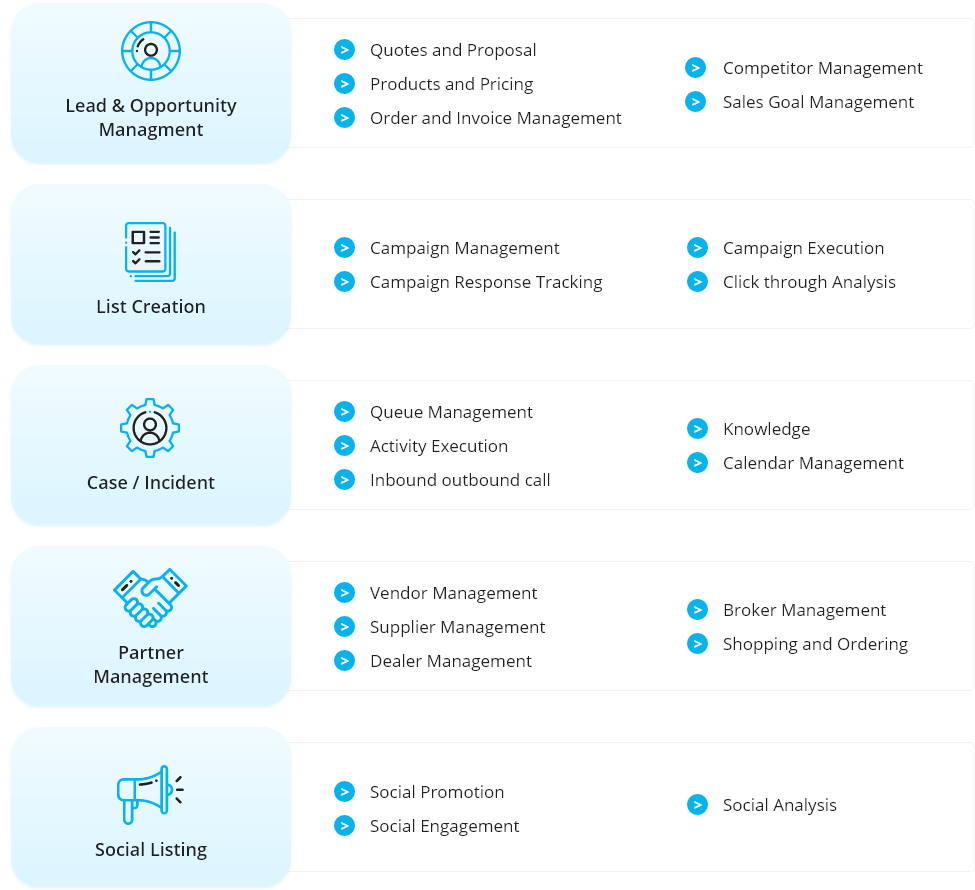 Lead & Opportunity
Managment
Quotes and Proposal
Products and Pricing
Order and Invoice Management
Competitor Management
Sales Goal Management
List Creation
Campaign Management
Campaign Response Tracking
Campaign Execution
Click through Analysis
Case / Incident
Queue Management
Activity Execution
Inbound outbound call
Knowledge
Calendar Management
Partner
Management
Vendor Management
Supplier Management
Dealer Management
Broker Management
Shopping and Ordering
Social Listing
Social Promotion
Social Engagement
Social Analysis